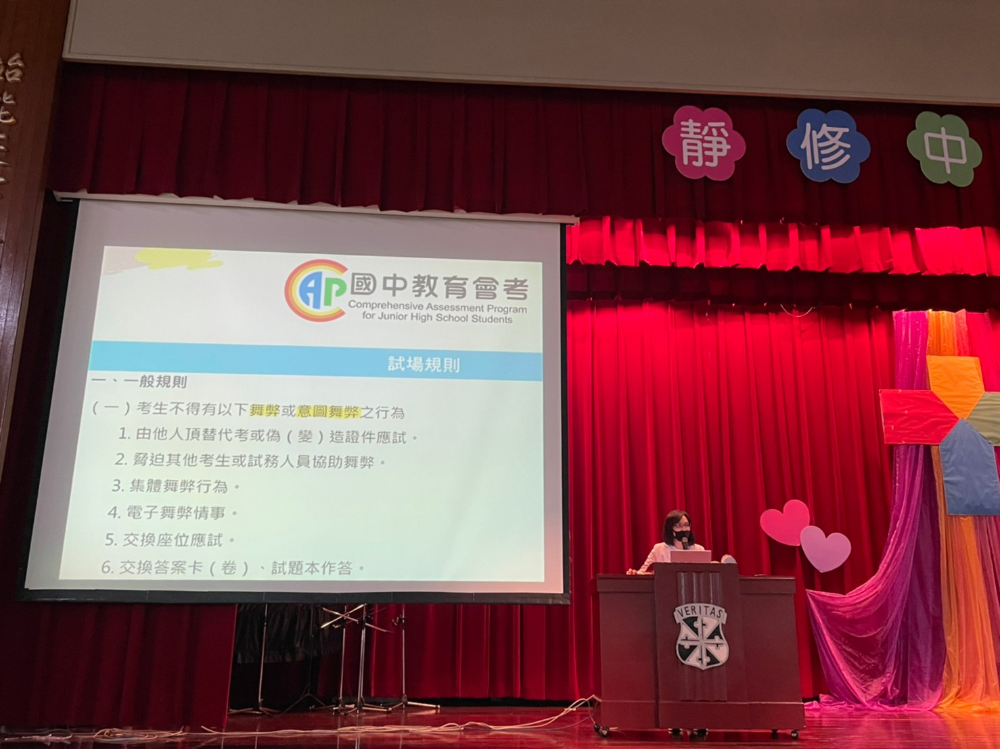 靜修中
CAP
國中教育會考
Comprehensive Assessment Program
for Junior High School Students
試場規則
一、一般規則
(一)考生不得有以下舞弊或意圖舞弊之行為
1. 由他人頂替代考或偽(變)造證件應試。
2. 脅迫其他考生或試務人員協助舞弊。
3. 集體舞弊行為。
4. 電子舞弊情事。
5. 交換座位應試。
6. 交換答案卡(卷)、試題本作答。
VERITAS